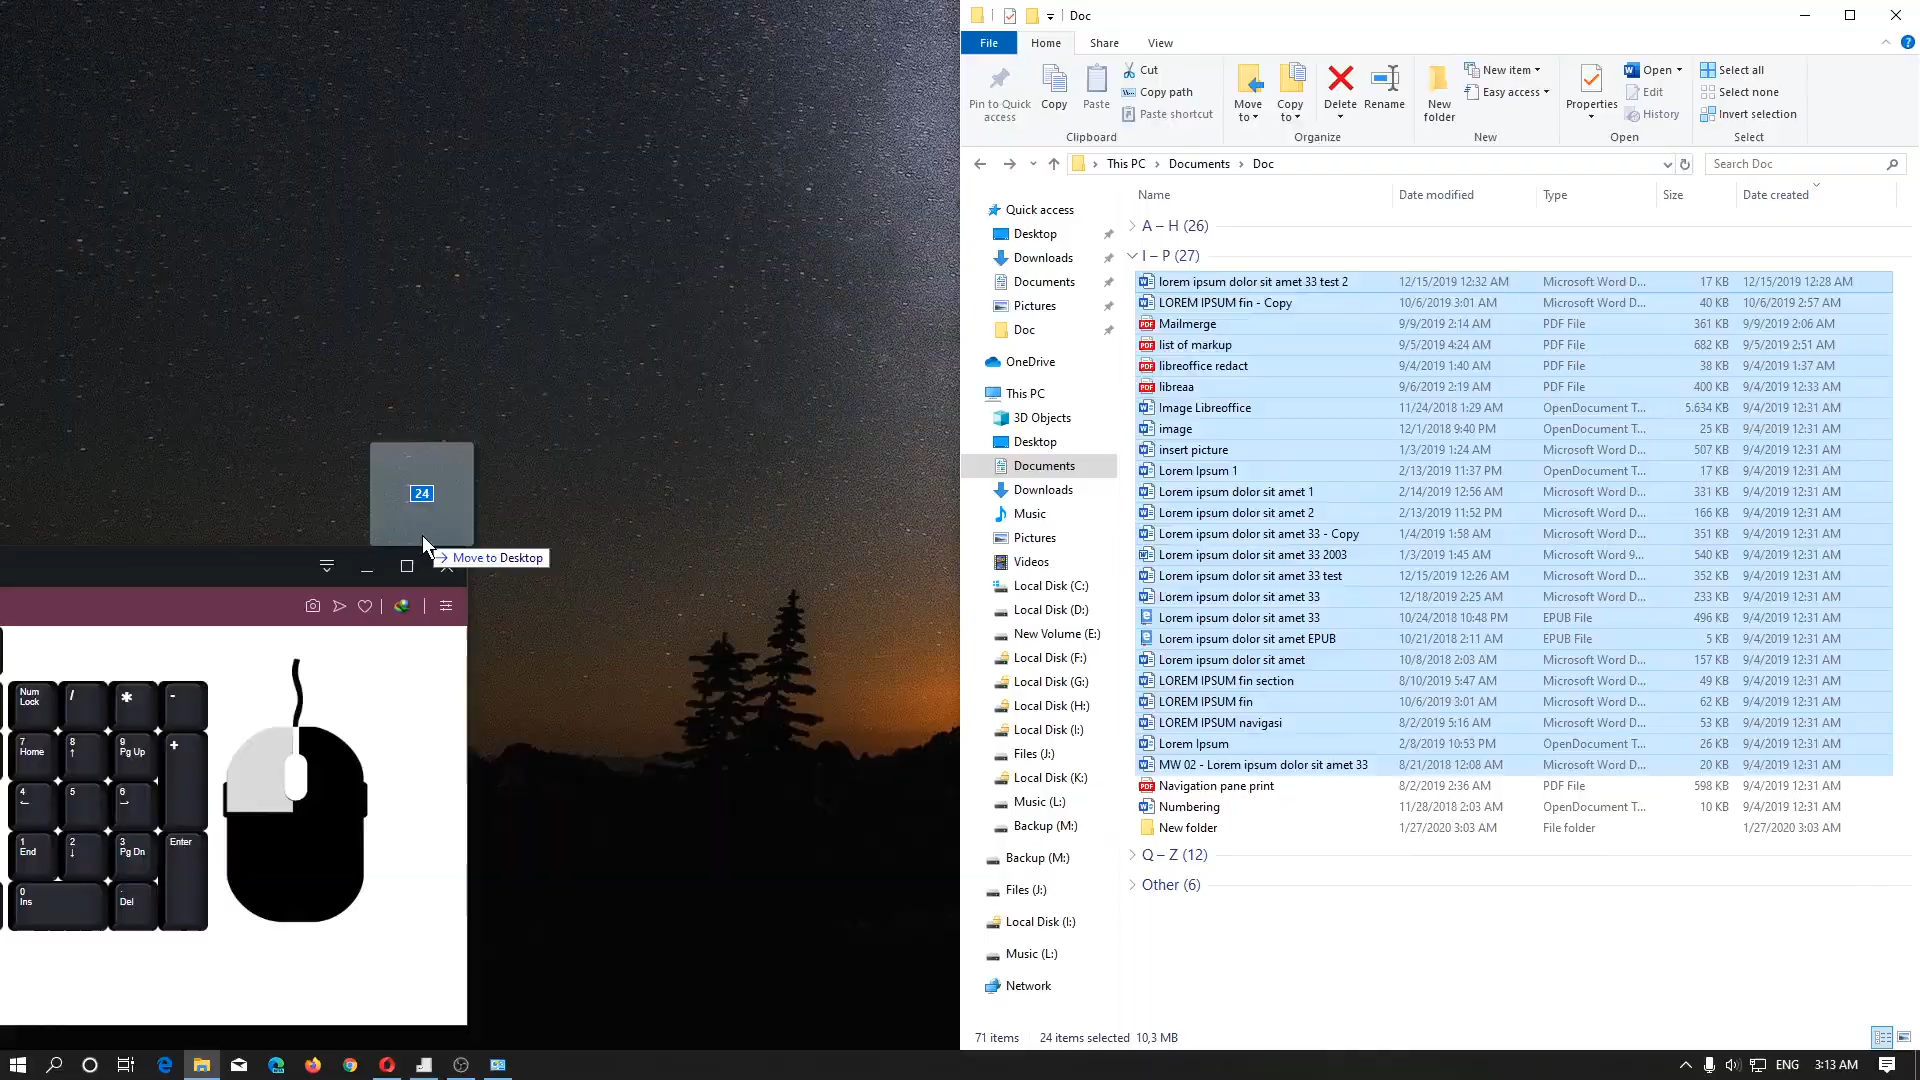 Doc
File Home Share View
Pin to Quick access
Copy
Paste
Cut
Copy path
Paste shortcut
Clipboard
Move to
Copy to
Delete
Rename
Organize
New folder
New item
Easy access
New
Properties
Open
Edit
History
Open
Select all
Select none
Invert selection
Select
This PC Documents Doc
Search Doc
Name Date modified Type Size Date created
Quick access
Desktop
Downloads
Documents
Pictures
Doc
OneDrive
This PC
3D Objects
Desktop
Documents
Downloads
Music
Pictures
Videos
Local Disk (C:)
Local Disk (D:)
New Volume (E:)
Local Disk (F:)
Local Disk (G:)
Local Disk (H:)
Local Disk (I:)
Files (J:)
Local Disk (K:)
Music (L:)
Backup (M:)
Backup (M:)
Files (J:)
Local Disk (I:)
Music (L:)
Network
A – H (26)
I – P (27)
lorem ipsum dolor sit amet 33 test 2 12/15/2019 12:32 AM Microsoft Word D... 17 KB 12/15/2019 12:28 AM
LOREM IPSUM fin - Copy 10/6/2019 3:01 AM Microsoft Word D... 40 KB 10/6/2019 2:57 AM
PDF Mailmerge 9/9/2019 2:14 AM PDF File 361 KB 9/9/2019 2:06 AM
PDF list of markup 9/5/2019 4:24 AM PDF File 682 KB 9/5/2019 2:51 AM
PDF libreoffice redact 9/4/2019 1:40 AM PDF File 38 KB 9/4/2019 1:37 AM
PDF libreaa 9/6/2019 2:19 AM PDF File 400 KB 9/4/2019 12:33 AM
Image Libreoffice 11/24/2018 1:29 AM OpenDocument T... 5.634 KB 9/4/2019 12:31 AM
image 12/1/2018 9:40 PM OpenDocument T... 25 KB 9/4/2019 12:31 AM
insert picture 1/3/2019 1:24 AM Microsoft Word D... 507 KB 9/4/2019 12:31 AM
Lorem Ipsum 1 2/13/2019 11:37 PM OpenDocument T... 17 KB 9/4/2019 12:31 AM
Lorem ipsum dolor sit amet 1 2/14/2019 12:56 AM Microsoft Word D... 331 KB 9/4/2019 12:31 AM
Lorem ipsum dolor sit amet 2 2/13/2019 11:52 PM Microsoft Word D... 166 KB 9/4/2019 12:31 AM
Lorem ipsum dolor sit amet 33 - Copy 1/4/2019 1:58 AM Microsoft Word D... 351 KB 9/4/2019 12:31 AM
Lorem ipsum dolor sit amet 33 2003 1/3/2019 1:45 AM Microsoft Word 9... 540 KB 9/4/2019 12:31 AM
Lorem ipsum dolor sit amet 33 test 12/15/2019 12:26 AM Microsoft Word D... 352 KB 9/4/2019 12:31 AM
Lorem ipsum dolor sit amet 33 12/18/2019 2:25 AM Microsoft Word D... 233 KB 9/4/2019 12:31 AM
Lorem ipsum dolor sit amet 33 10/24/2018 10:48 PM EPUB File 496 KB 9/4/2019 12:31 AM
Lorem ipsum dolor sit amet EPUB 10/21/2018 2:11 AM EPUB File 5 KB 9/4/2019 12:31 AM
Lorem ipsum dolor sit amet 10/8/2018 2:03 AM Microsoft Word D... 157 KB 9/4/2019 12:31 AM
LOREM IPSUM fin section 8/10/2019 5:47 AM Microsoft Word D... 49 KB 9/4/2019 12:31 AM
LOREM IPSUM fin 10/6/2019 3:01 AM Microsoft Word D... 62 KB 9/4/2019 12:31 AM
LOREM IPSUM navigasi 8/2/2019 5:16 AM Microsoft Word D... 53 KB 9/4/2019 12:31 AM
Lorem Ipsum 2/8/2019 10:53 PM OpenDocument T... 26 KB 9/4/2019 12:31 AM
MW 02 - Lorem ipsum dolor sit amet 33 8/21/2018 12:08 AM Microsoft Word D... 20 KB 9/4/2019 12:31 AM
PDF Navigation pane print 8/2/2019 2:36 AM PDF File 598 KB 9/4/2019 12:31 AM
Numbering 11/28/2018 2:03 AM OpenDocument T... 10 KB 9/4/2019 12:31 AM
New folder 1/27/2020 3:03 AM File folder 1/27/2020 3:03 AM
Q – Z (12)
Other (6)
71 items 24 items selected 10,3 MB
24
Move to Desktop
Num Lock / * -
7 Home 8 ↑ 9 Pg Up +
4 ← 5 6 →
1 End 2 ↓ 3 Pg Dn Enter
0 Ins . Del
ENG 3:13 AM